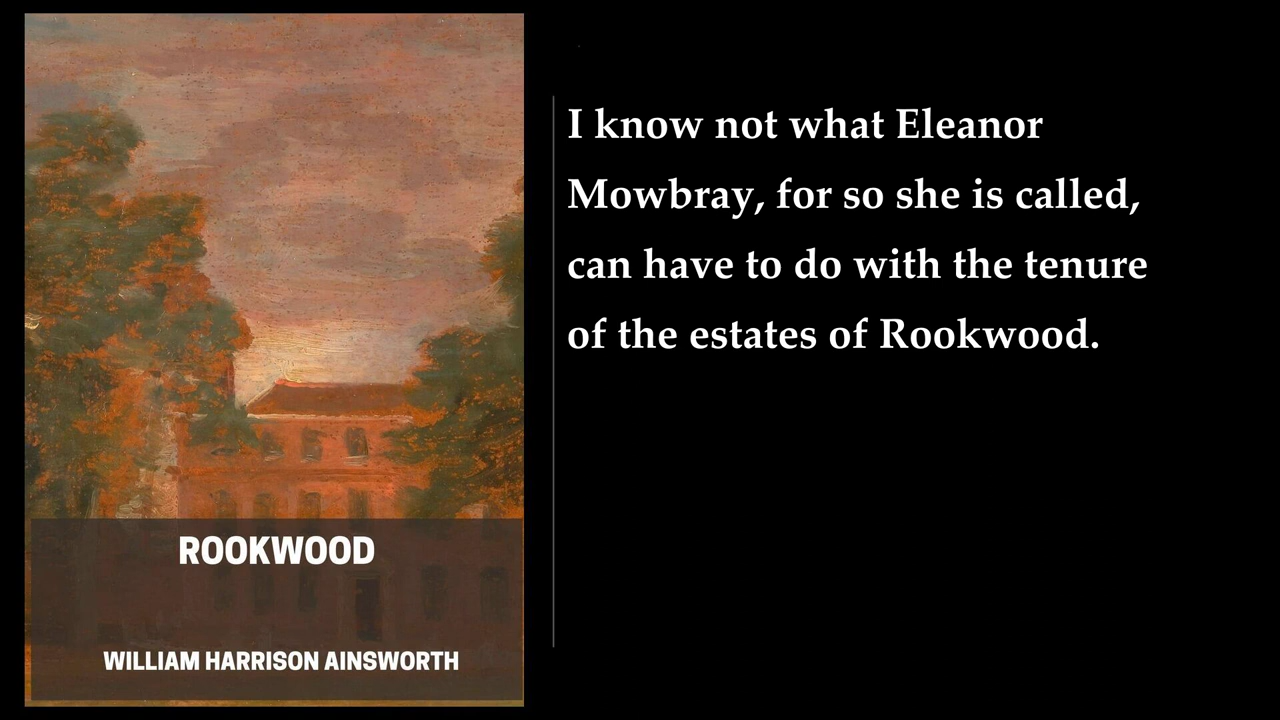 ROOKWOOD
WILLIAM HARRISON AINSWORTH
I know not what Eleanor
Mowbray, for so she is called,
can have to do with the tenure
of the estates of Rookwood.